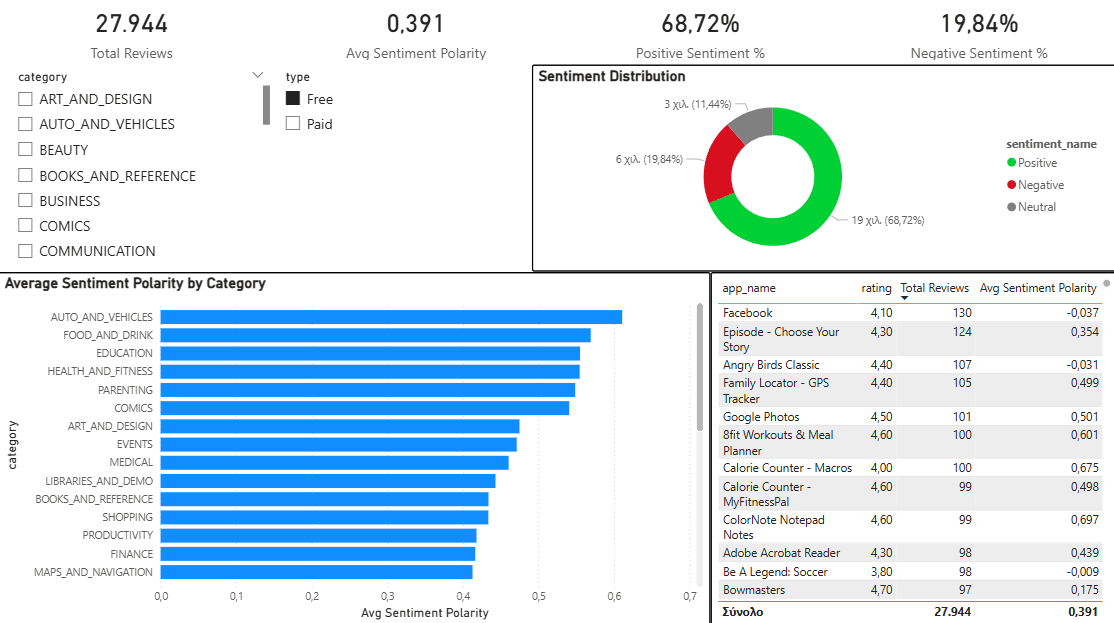 27.944
Total Reviews
0,391
Avg Sentiment Polarity
68,72%
Positive Sentiment %
19,84%
Negative Sentiment %
category
ART_AND_DESIGN
AUTO_AND_VEHICLES
BEAUTY
BOOKS_AND_REFERENCE
BUSINESS
COMICS
COMMUNICATION
type
Free
Paid
Sentiment Distribution
3 χιλ. (11,44%)
6 χιλ. (19,84%)
19 χιλ. (68,72%)
sentiment_name
Positive
Negative
Neutral
Average Sentiment Polarity by Category
category
AUTO_AND_VEHICLES
FOOD_AND_DRINK
EDUCATION
HEALTH_AND_FITNESS
PARENTING
COMICS
ART_AND_DESIGN
EVENTS
MEDICAL
LIBRARIES_AND_DEMO
BOOKS_AND_REFERENCE
SHOPPING
PRODUCTIVITY
FINANCE
MAPS_AND_NAVIGATION
0,0 0,1 0,2 0,3 0,4 0,5 0,6 0,7
Avg Sentiment Polarity
app_name rating Total Reviews Avg Sentiment Polarity
Facebook 4,10 130 -0,037
Episode - Choose Your 4,30 124 0,354
Story
Angry Birds Classic 4,40 107 -0,031
Family Locator - GPS 4,40 105 0,499
Tracker
Google Photos 4,50 101 0,501
8fit Workouts & Meal 4,60 100 0,601
Planner
Calorie Counter - Macros 4,00 100 0,675
Calorie Counter - 4,60 99 0,498
MyFitnessPal
ColorNote Notepad 4,60 99 0,697
Notes
Adobe Acrobat Reader 4,30 98 0,439
Be A Legend: Soccer 3,80 98 -0,009
Bowmasters 4,70 97 0,175
Σύνολο 27.944 0,391